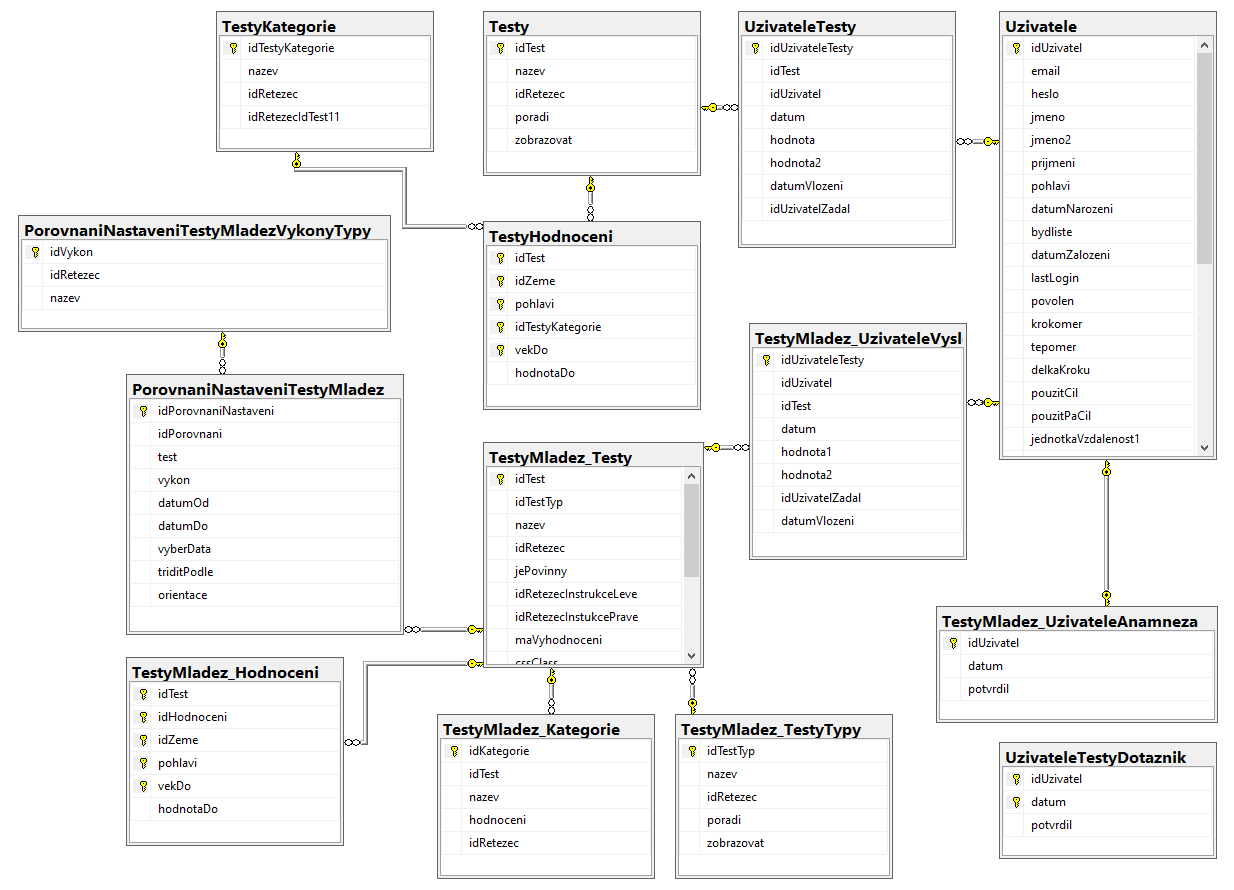 TestyKategorie
idTestyKategorie
nazev
idRetezec
idRetezecIdTest11
Testy
idTest
nazev
idRetezec
poradi
zobrazovat
UzivateleTesty
idUzivateleTesty
idTest
idUzivatel
datum
hodnota
hodnota2
datumVlozeni
idUzivatelZadal
Uzivatele
idUzivatel
email
heslo
jmeno
jmeno2
prijmeni
pohlavi
datumNarozeni
bydliste
datumZalozeni
lastLogin
povolen
krokomer
tepomer
delkaKroku
pouzitCil
pouzitPaCil
jednotkaVzdalenost1
PorovnaniNastaveniTestyMladezVykonyTypy
idVykon
idRetezec
nazev
TestyHodnoceni
idTest
idZeme
pohlavi
idTestyKategorie
vekDo
hodnotaDo
TestyMladez_UzivateleVysl
idUzivateleTesty
idUzivatel
idTest
datum
hodnota1
hodnota2
idUzivatelZadal
datumVlozeni
PorovnaniNastaveniTestyMladez
idPorovnaniNastaveni
idPorovnani
test
vykon
datumOd
datumDo
vyberData
triditPodle
orientace
TestyMladez_Testy
idTest
idTestTyp
nazev
idRetezec
jePovinny
idRetezecInstrukceLeve
idRetezecInstukcePrave
maVyhodnoceni
cssClass
TestyMladez_UzivateleAnamneza
idUzivatel
datum
potvrdil
TestyMladez_Hodnoceni
idTest
idHodnoceni
idZeme
pohlavi
vekDo
hodnotaDo
TestyMladez_Kategorie
idKategorie
idTest
nazev
hodnoceni
idRetezec
TestyMladez_TestyTypy
idTestTyp
nazev
idRetezec
poradi
zobrazovat
UzivateleTestyDotaznik
idUzivatel
datum
potvrdil